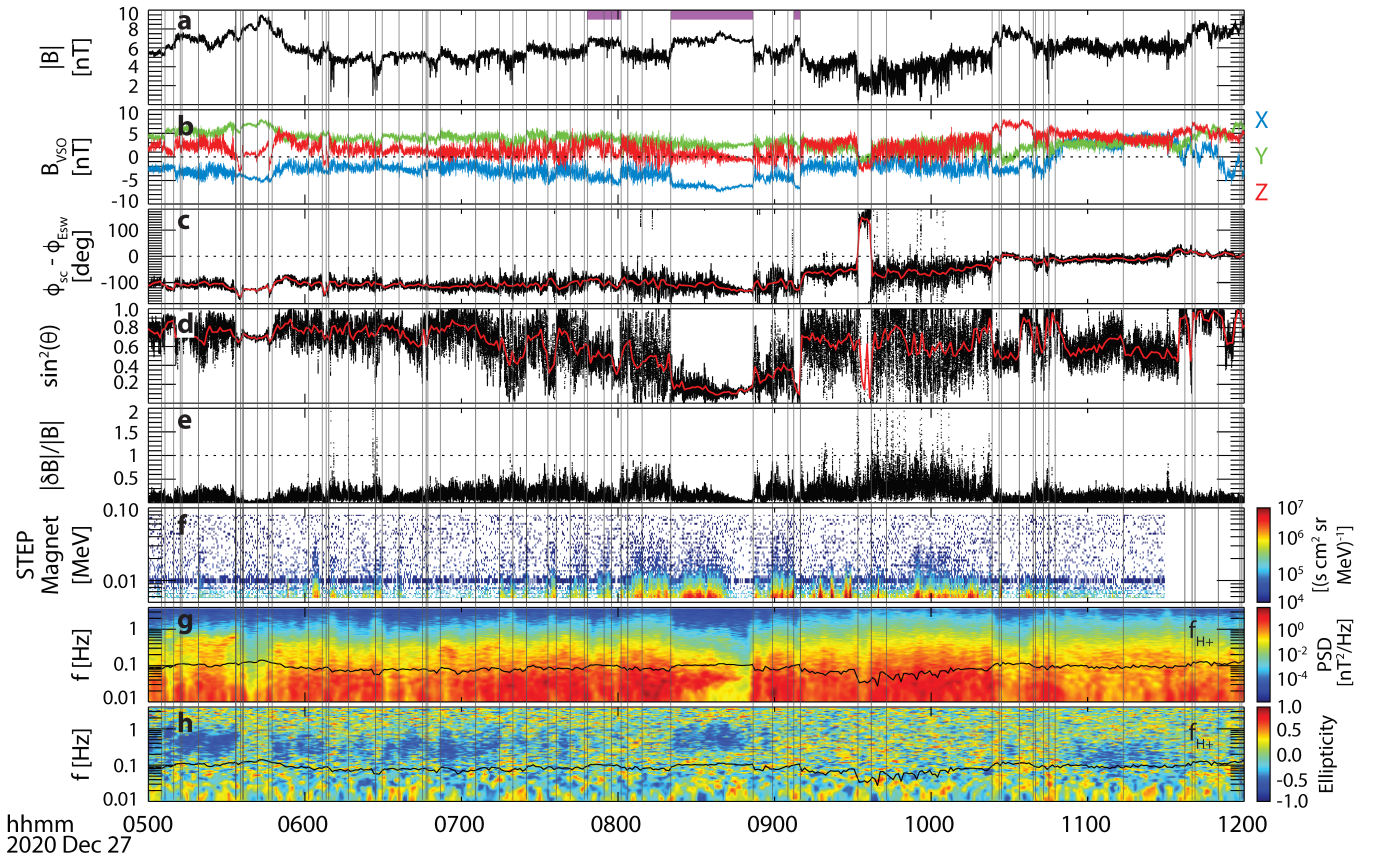 a
|B|
[nT]
10
8
6
4
2
b
B_VSO
[nT]
10
5
0
-5
-10
X
Y
Z
c
ϕ_sc - ϕ_Esw
[deg]
100
0
-100
d
sin²(θ)
1.0
0.8
0.6
0.4
0.2
e
|δB|/|B|
2
1.5
1
0.5
f
STEP
Magnet
[MeV]
0.10
0.01
10⁷
10⁶
10⁵
10⁴
[(s cm² sr
MeV)⁻¹]
g
f [Hz]
1
0.1
0.01
f_H+
10⁰
10⁻²
10⁻⁴
PSD
[nT²/Hz]
h
f [Hz]
1
0.1
0.01
f_H+
1.0
0.5
0.0
-0.5
-1.0
Ellipticity
hhmm 0500 0600 0700 0800 0900 1000 1100 1200
2020 Dec 27